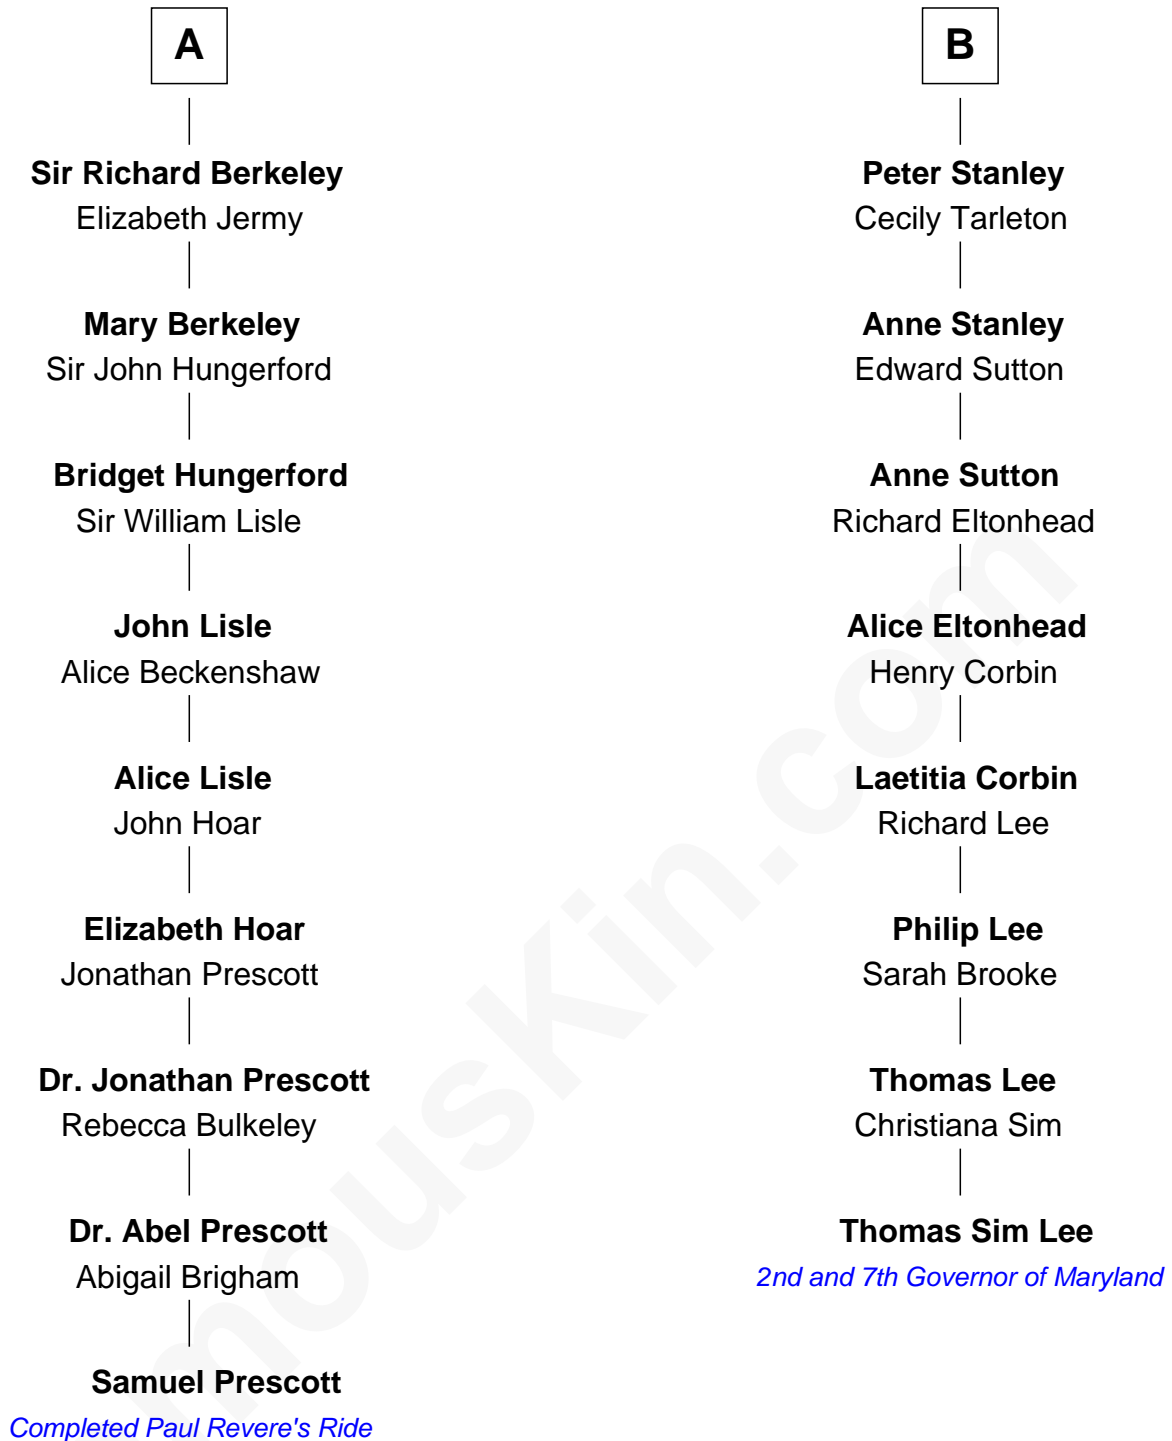 A
Sir Richard Berkeley
Elizabeth Jermy
Mary Berkeley
Sir John Hungerford
Bridget Hungerford
Sir William Lisle
John Lisle
Alice Beckenshaw
Alice Lisle
John Hoar
Elizabeth Hoar
Jonathan Prescott
Dr. Jonathan Prescott
Rebecca Bulkeley
Dr. Abel Prescott
Abigail Brigham
Samuel Prescott
Completed Paul Revere's Ride
B
Peter Stanley
Cecily Tarleton
Anne Stanley
Edward Sutton
Anne Sutton
Richard Eltonhead
Alice Eltonhead
Henry Corbin
Laetitia Corbin
Richard Lee
Philip Lee
Sarah Brooke
Thomas Lee
Christiana Sim
Thomas Sim Lee
2nd and 7th Governor of Maryland
mousKin.com